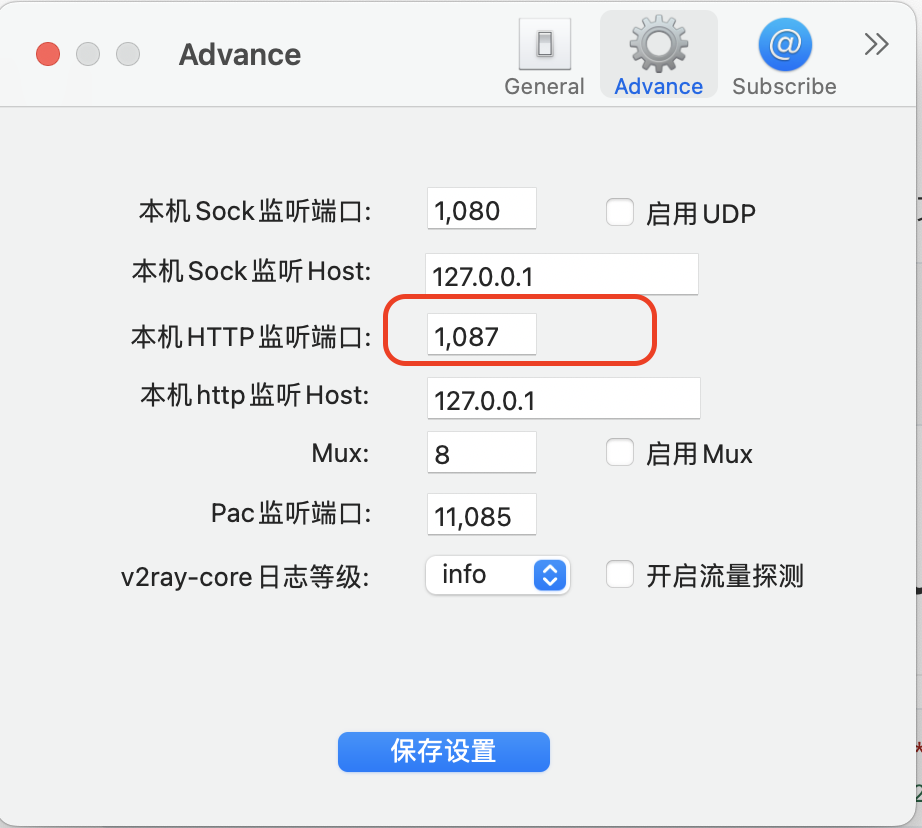 Advance
General
Advance
Subscribe
本机Sock监听端口:
1,080
启用UDP
本机Sock监听Host:
127.0.0.1
本机HTTP监听端口:
1,087
本机http监听Host:
127.0.0.1
Mux:
8
启用Mux
Pac监听端口:
11,085
v2ray-core日志等级:
info
开启流量探测
保存设置